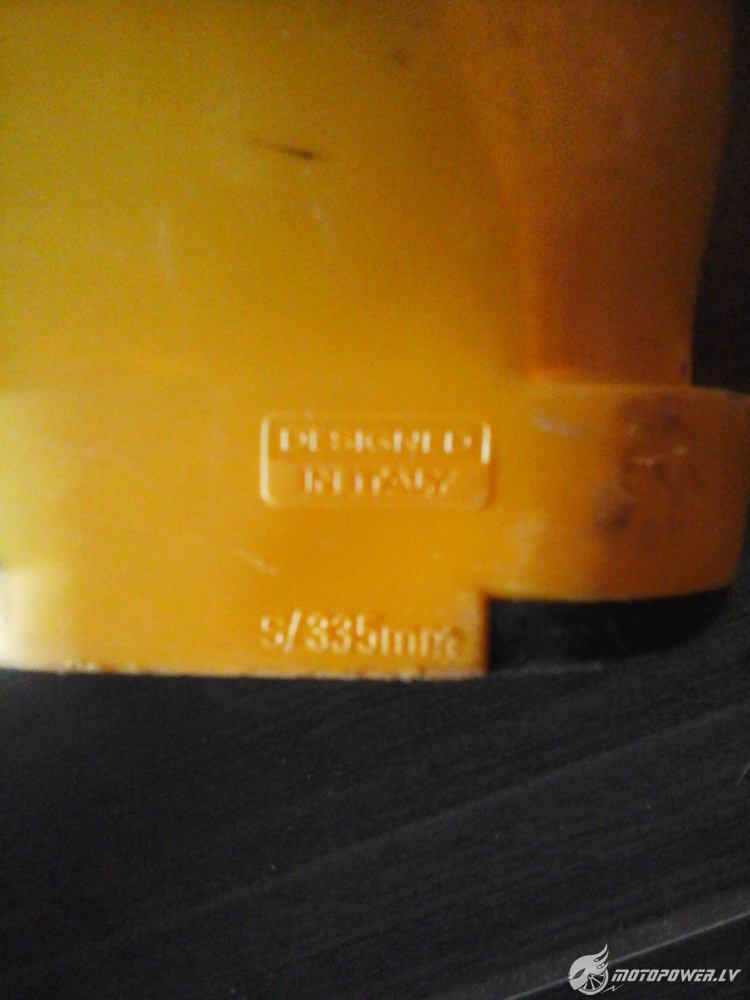 DESIGNED
IN ITALY
S/335mm
MOTOPOWER.LV